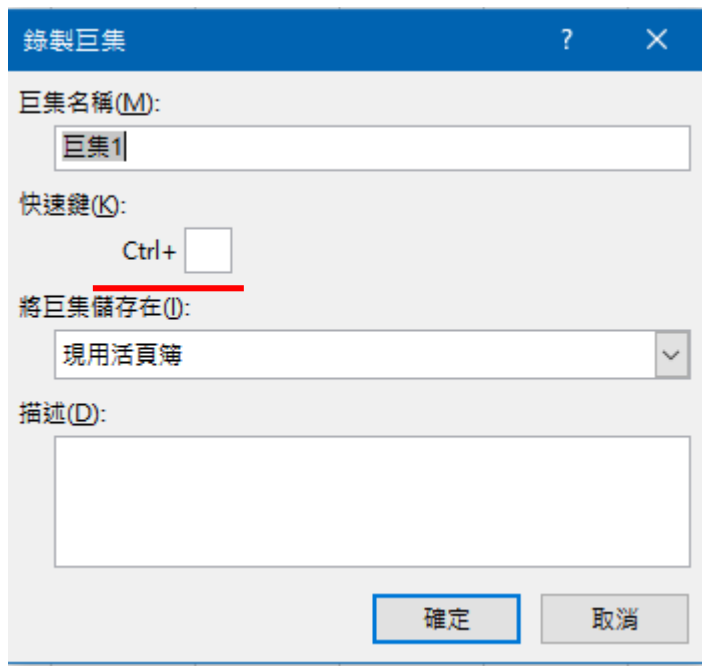 錄製巨集 ?
巨集名稱(M):
巨集1
快速鍵(K):
Ctrl+
將巨集儲存在(I):
現用活頁簿
描述(D):
確定 取消